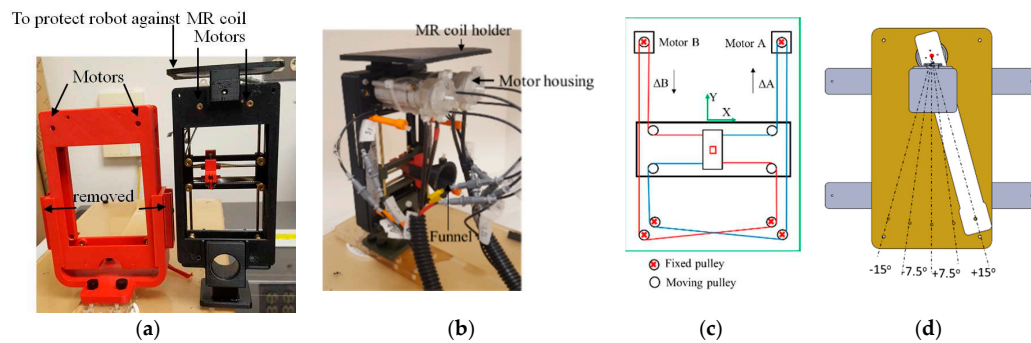 To protect robot against MR coil
Motors
Motors
removed
MR coil holder
Motor housing
Funnel
Motor B
Motor A
ΔB
ΔA
Y
X
Fixed pulley
Moving pulley
-15°
-7.5°
+7.5°
+15°
(a)
(b)
(c)
(d)